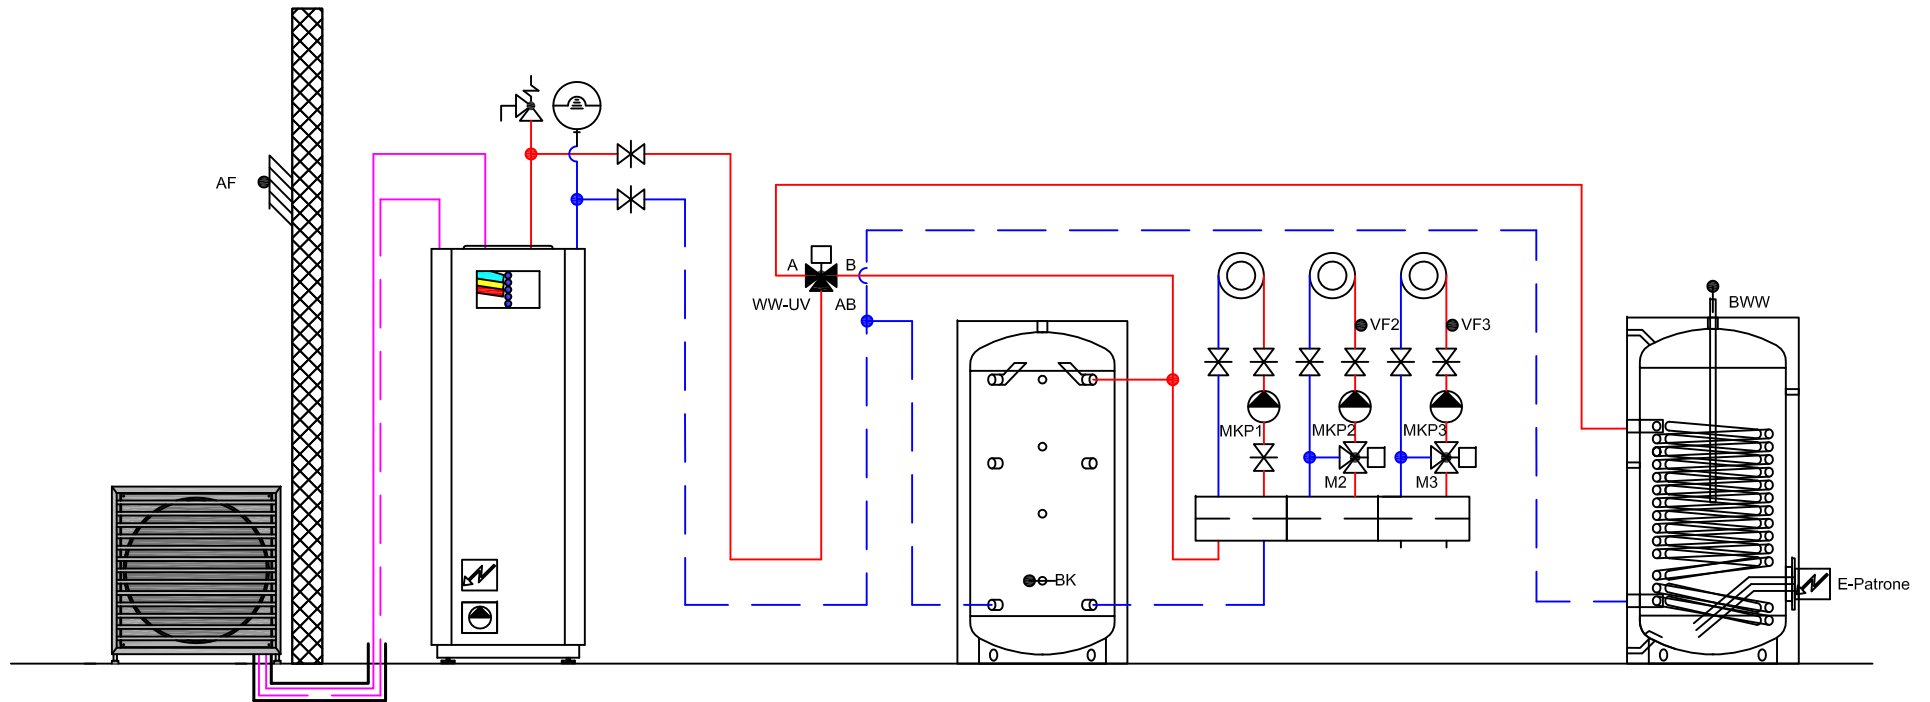 AF
A
B
WW-UV
AB
VF2
VF3
BWW
MKP1
MKP2
MKP3
M2
M3
BK
E-Patrone